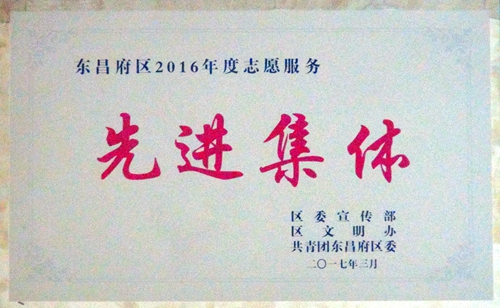 东昌府区2016年度志愿服务
先进集体
区委宣传部
区文明办
共青团东昌府区委
二〇一七年三月